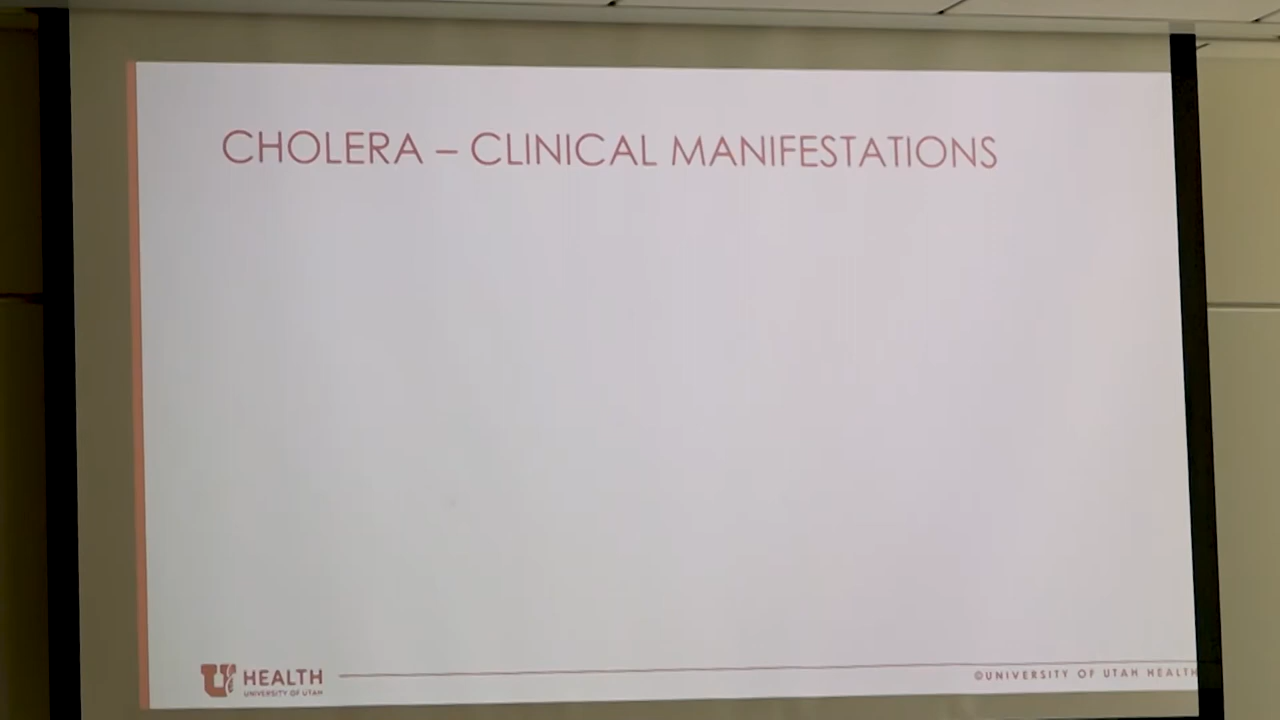 CHOLERA – CLINICAL MANIFESTATIONS
U HEALTH
UNIVERSITY OF UTAH
©UNIVERSITY OF UTAH HEALTH